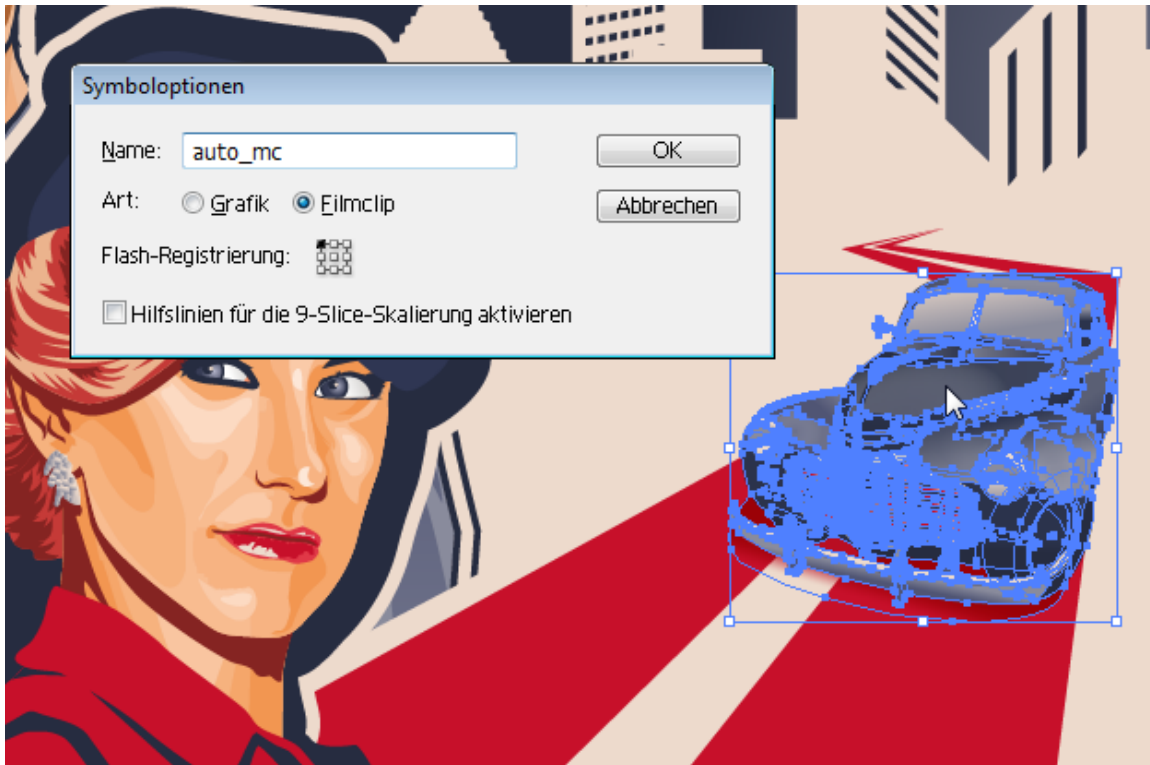 Symboloptionen
Name: auto_mc
OK
Art: Grafik Filmclip
Abbrechen
Flash-Registrierung:
Hilfslinien für die 9-Slice-Skalierung aktivieren